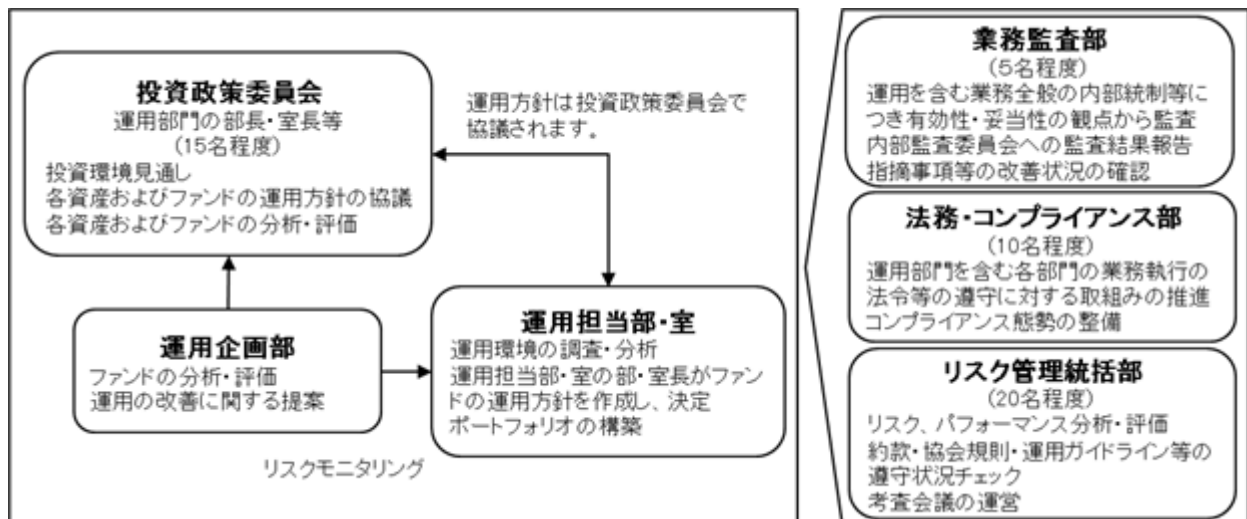 投資政策委員会
運用部門の部長・室長等
(15名程度)
投資環境見通し
各資産およびファンドの運用方針の協議
各資産およびファンドの分析・評価
運用方針は投資政策委員会で
協議されます。
運用企画部
ファンドの分析・評価
運用の改善に関する提案
運用担当部・室
運用環境の調査・分析
運用担当部・室の部・室長がファン
ドの運用方針を作成し、決定
ポートフォリオの構築
リスクモニタリング
業務監査部
(5名程度)
運用を含む業務全般の内部統制等に
つき有効性・妥当性の観点から監査
内部監査委員会への監査結果報告
指摘事項等の改善状況の確認
法務・コンプライアンス部
(10名程度)
運用部門を含む各部門の業務執行の
法令等の遵守に対する取組みの推進
コンプライアンス態勢の整備
リスク管理統括部
(20名程度)
リスク、パフォーマンス分析・評価
約款・協会規則・運用ガイドライン等の
遵守状況チェック
考査会議の運営